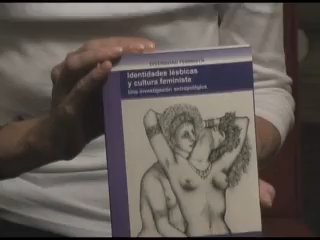 Identidades lésbicas
y cultura feminista
Una investigación antropológica